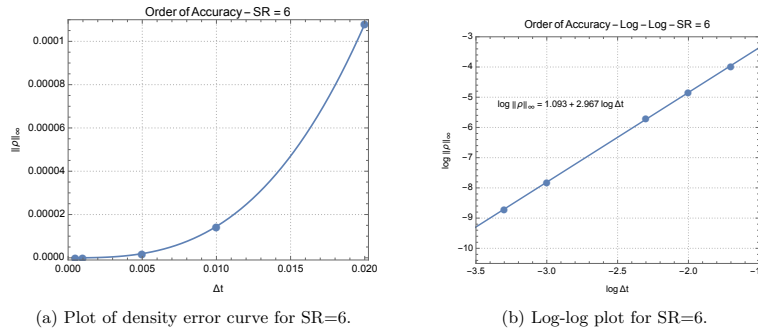 Order of Accuracy – SR = 6
0.0001
0.00008
0.00006
0.00004
0.00002
0.0000
0.000
0.005
0.010
0.015
0.020
‖ρ‖∞
Δt
(a) Plot of density error curve for SR=6.
Order of Accuracy – Log – Log – SR = 6
-3
-4
-5
-6
-7
-8
-9
-10
-3.5
-3.0
-2.5
-2.0
log ‖ρ‖∞ = 1.093 + 2.967 log Δt
log ‖ρ‖∞
log Δt
(b) Log-log plot for SR=6.